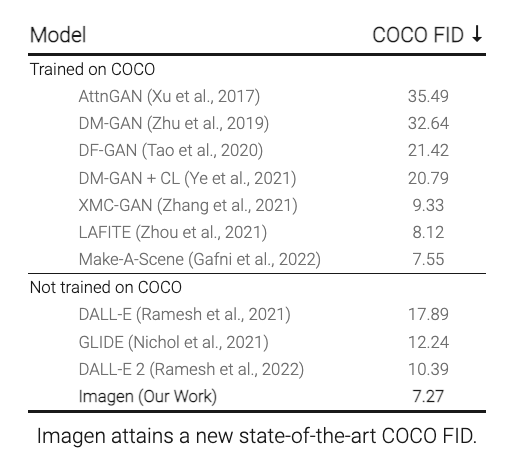 Model COCO FID ↓
Trained on COCO
AttnGAN (Xu et al., 2017) 35.49
DM-GAN (Zhu et al., 2019) 32.64
DF-GAN (Tao et al., 2020) 21.42
DM-GAN + CL (Ye et al., 2021) 20.79
XMC-GAN (Zhang et al., 2021) 9.33
LAFITE (Zhou et al., 2021) 8.12
Make-A-Scene (Gafni et al., 2022) 7.55
Not trained on COCO
DALL-E (Ramesh et al., 2021) 17.89
GLIDE (Nichol et al., 2021) 12.24
DALL-E 2 (Ramesh et al., 2022) 10.39
Imagen (Our Work) 7.27
Imagen attains a new state-of-the-art COCO FID.